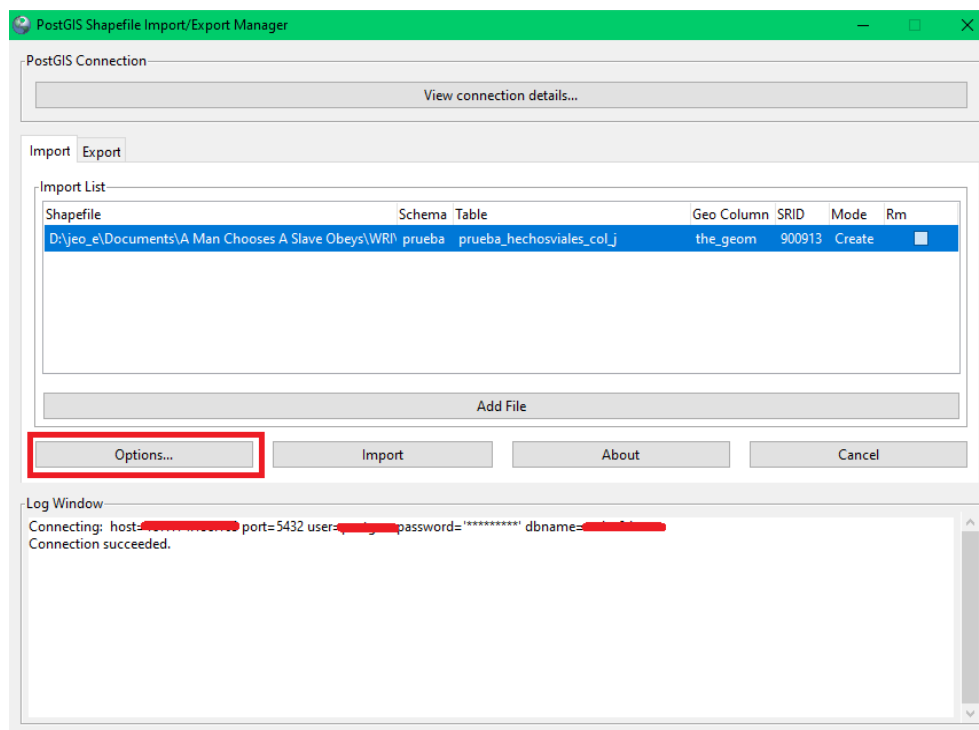 PostGIS Shapefile Import/Export Manager
PostGIS Connection
View connection details...
Import Export
Import List
Shapefile Schema Table Geo Column SRID Mode Rm
D:\jeo_e\Documents\A Man Chooses A Slave Obeys\WRI\ prueba prueba_hechosviales_col_j the_geom 900913 Create
Add File
Options... Import About Cancel
Log Window
Connecting: host= port=5432 user= password='*********' dbname=
Connection succeeded.